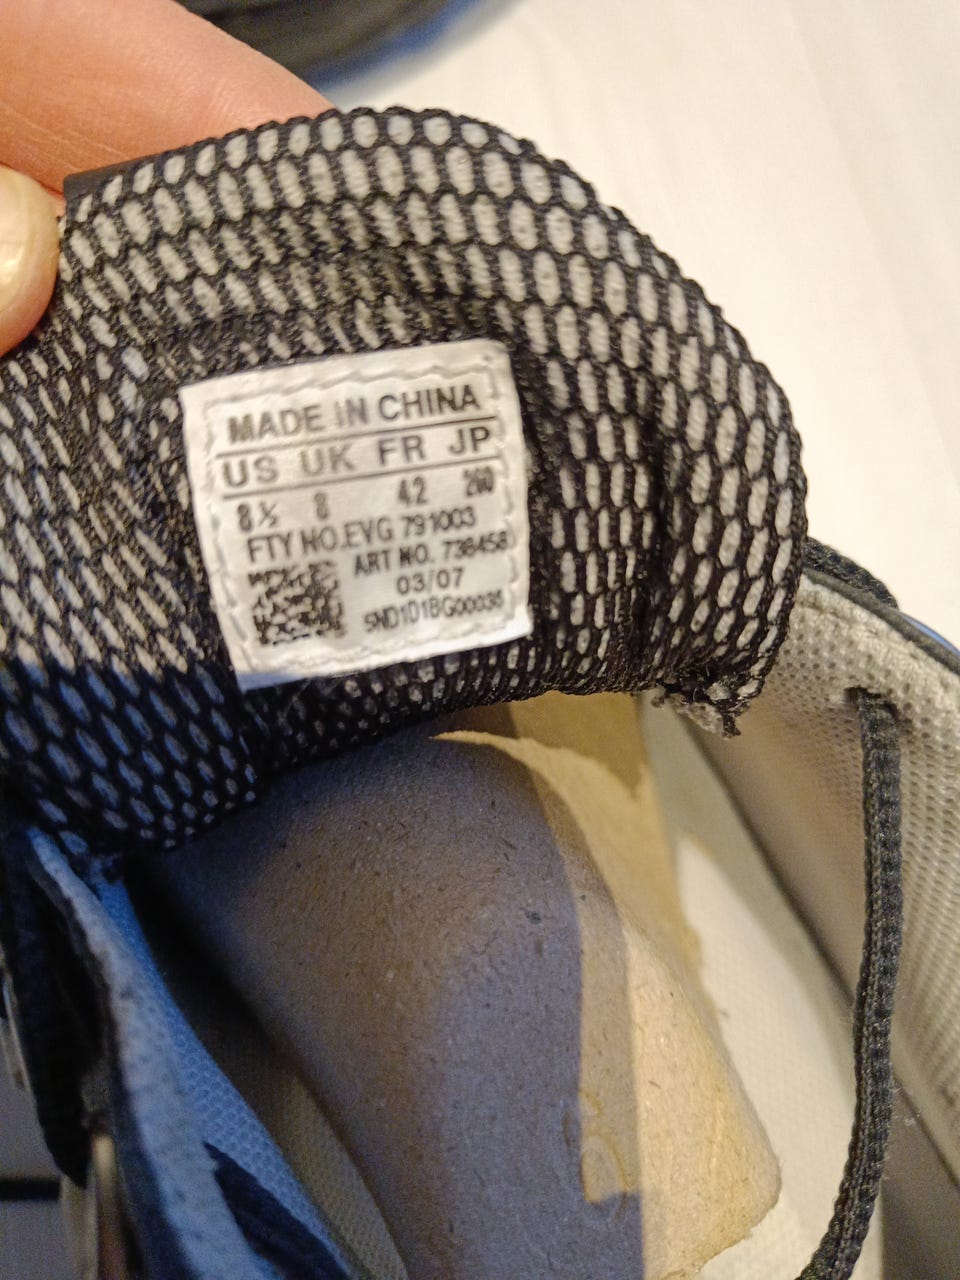 MADE IN CHINA
US UK FR JP
8½ 8 42 260
FTY NO.EVG 791003
ART NO. 738458
03/07
5ND1D1BG00035